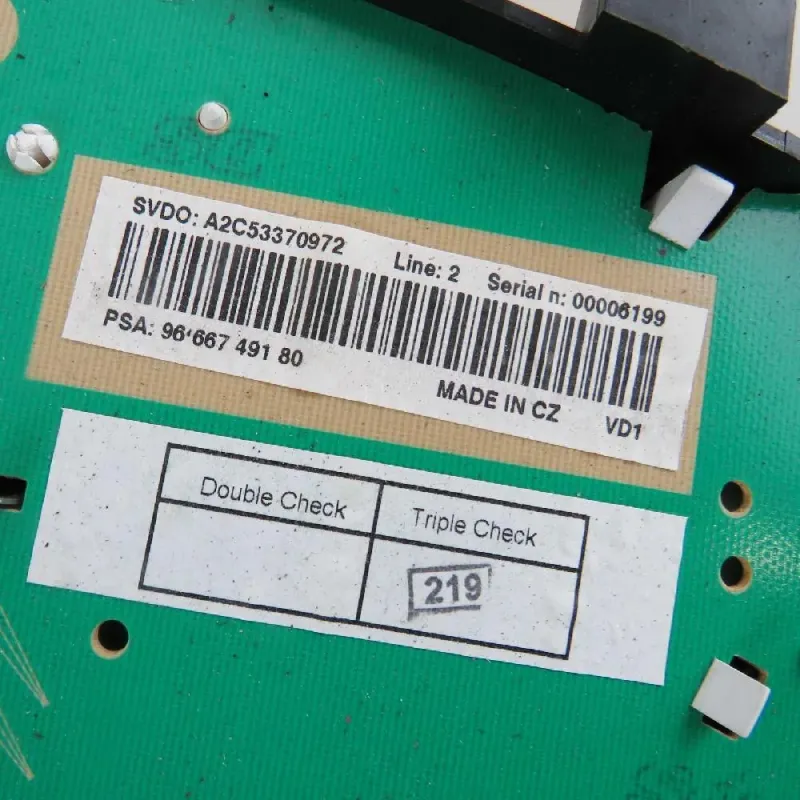 SVDO: A2C53370972 Line: 2 Serial n: 00006199
PSA: 96'667 491 80 MADE IN CZ VD1
Double Check Triple Check
219